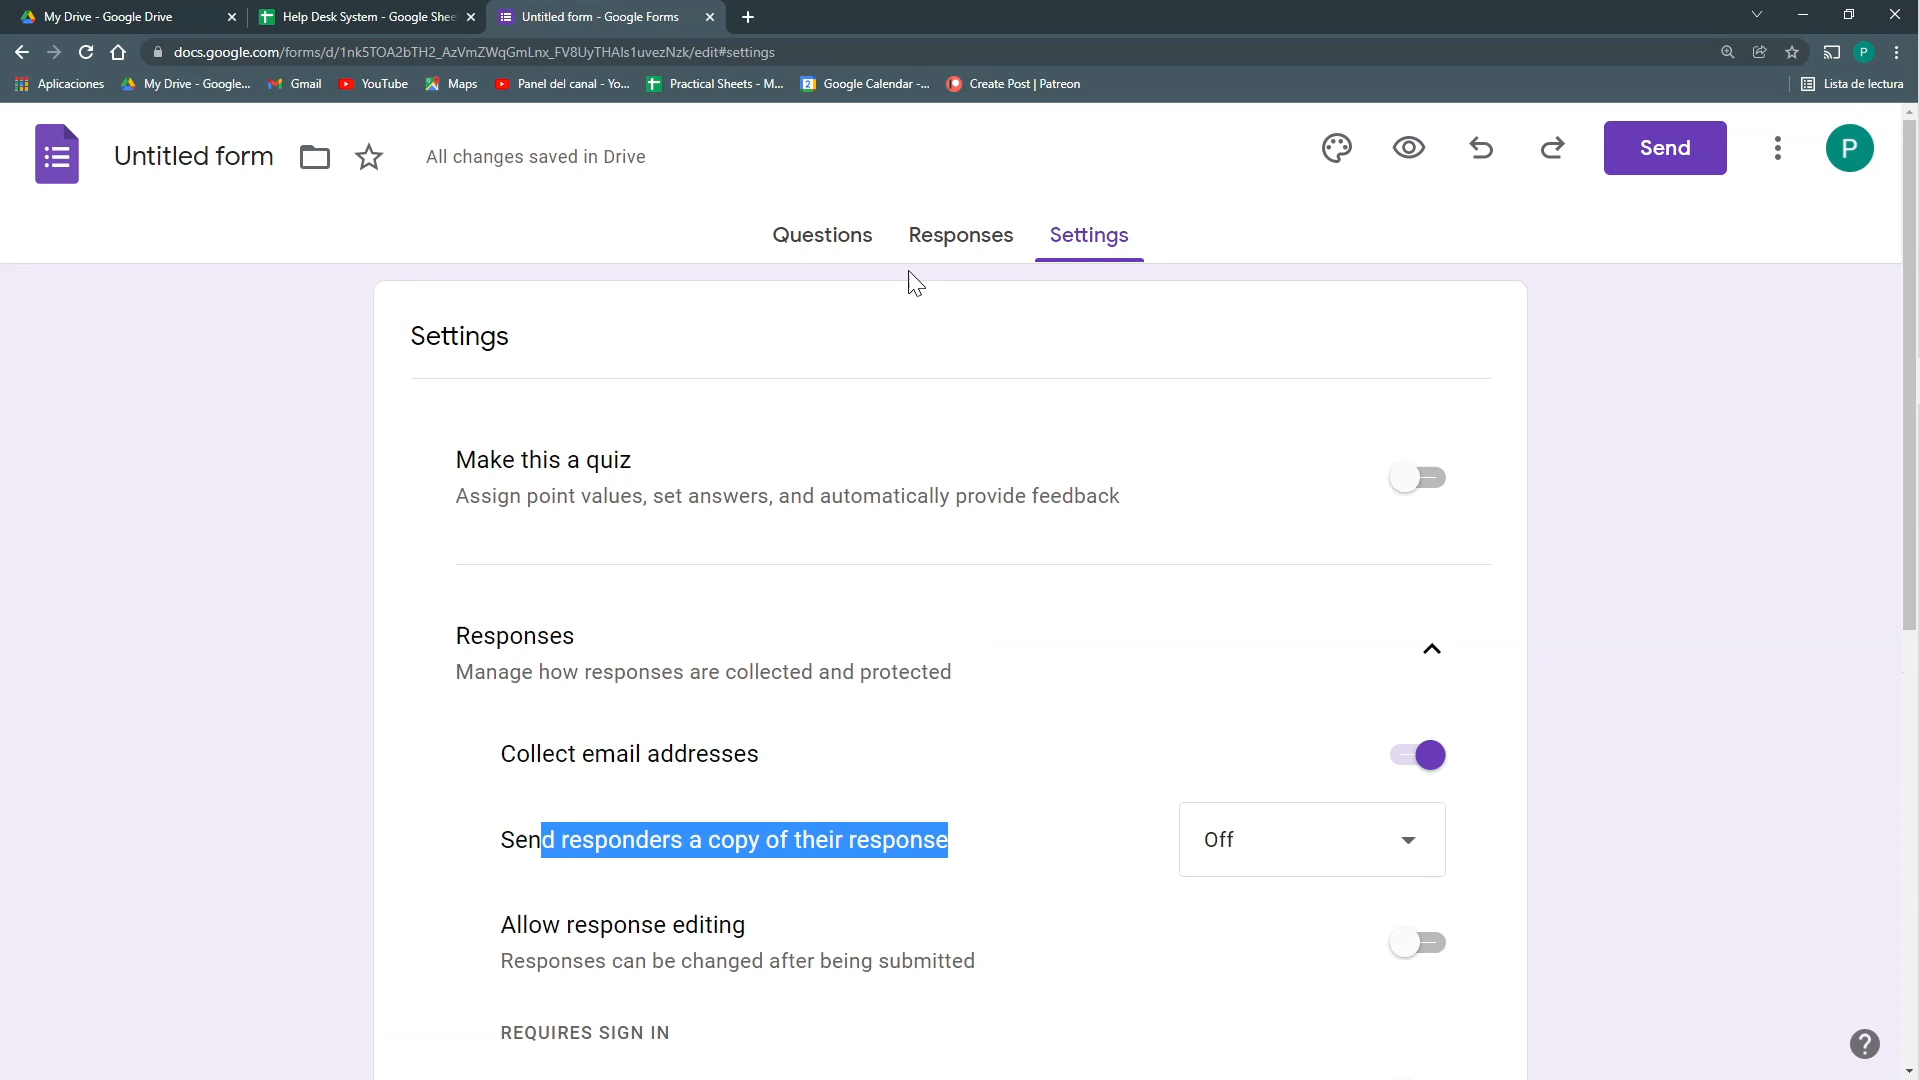 My Drive - Google Drive
Help Desk System - Google Shee
Untitled form - Google Forms
docs.google.com/forms/d/1nk5TOA2bTH2_AzVmZWqGmLnx_FV8UyTHAls1uvezNzk/edit#settings
P
Aplicaciones
My Drive - Google...
Gmail
YouTube
Maps
Panel del canal - Yo...
Practical Sheets - M...
Google Calendar -...
Create Post | Patreon
Lista de lectura
Untitled form
All changes saved in Drive
Send
P
Questions
Responses
Settings
Settings
Make this a quiz
Assign point values, set answers, and automatically provide feedback
Responses
Manage how responses are collected and protected
Collect email addresses
Send responders a copy of their response
Off
Allow response editing
Responses can be changed after being submitted
REQUIRES SIGN IN